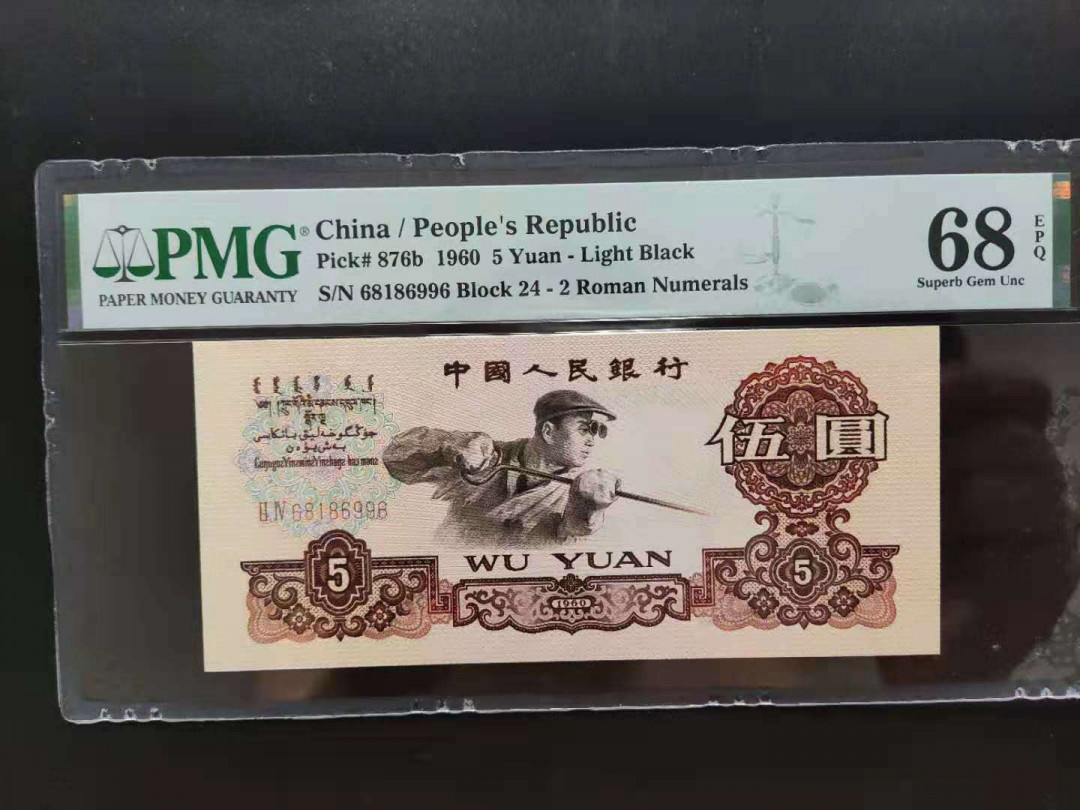 PMG®
PAPER MONEY GUARANTY
China / People's Republic
Pick# 876b 1960 5 Yuan - Light Black
S/N 68186996 Block 24 - 2 Roman Numerals
68
EPQ
Superb Gem Unc
中國人民銀行
伍圓
ⅡⅣ 68186996
WU YUAN
5
1960
5